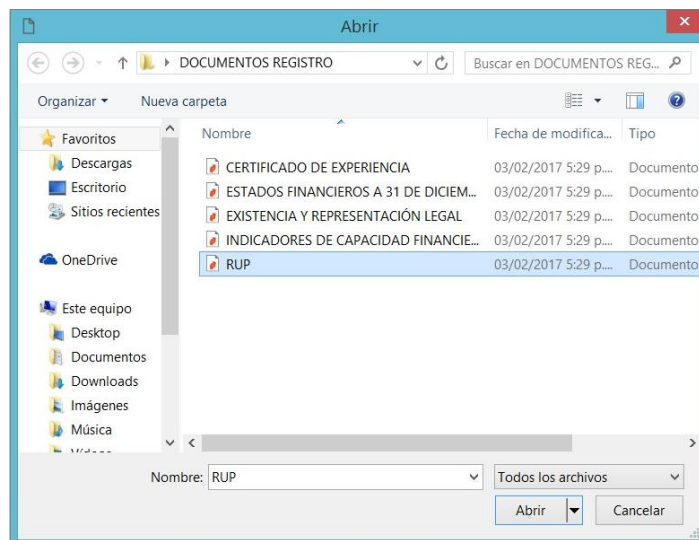 Abrir
DOCUMENTOS REGISTRO
Buscar en DOCUMENTOS REG...
Organizar
Nueva carpeta
Nombre Fecha de modifica... Tipo
CERTIFICADO DE EXPERIENCIA 03/02/2017 5:29 p.... Documento
ESTADOS FINANCIEROS A 31 DE DICIEM... 03/02/2017 5:29 p.... Documento
EXISTENCIA Y REPRESENTACIÓN LEGAL 03/02/2017 5:29 p.... Documento
INDICADORES DE CAPACIDAD FINANCIE... 03/02/2017 5:29 p.... Documento
RUP 03/02/2017 5:29 p.... Documento
Favoritos
Descargas
Escritorio
Sitios recientes
OneDrive
Este equipo
Desktop
Documentos
Downloads
Imágenes
Música
Nombre: RUP
Todos los archivos
Abrir
Cancelar